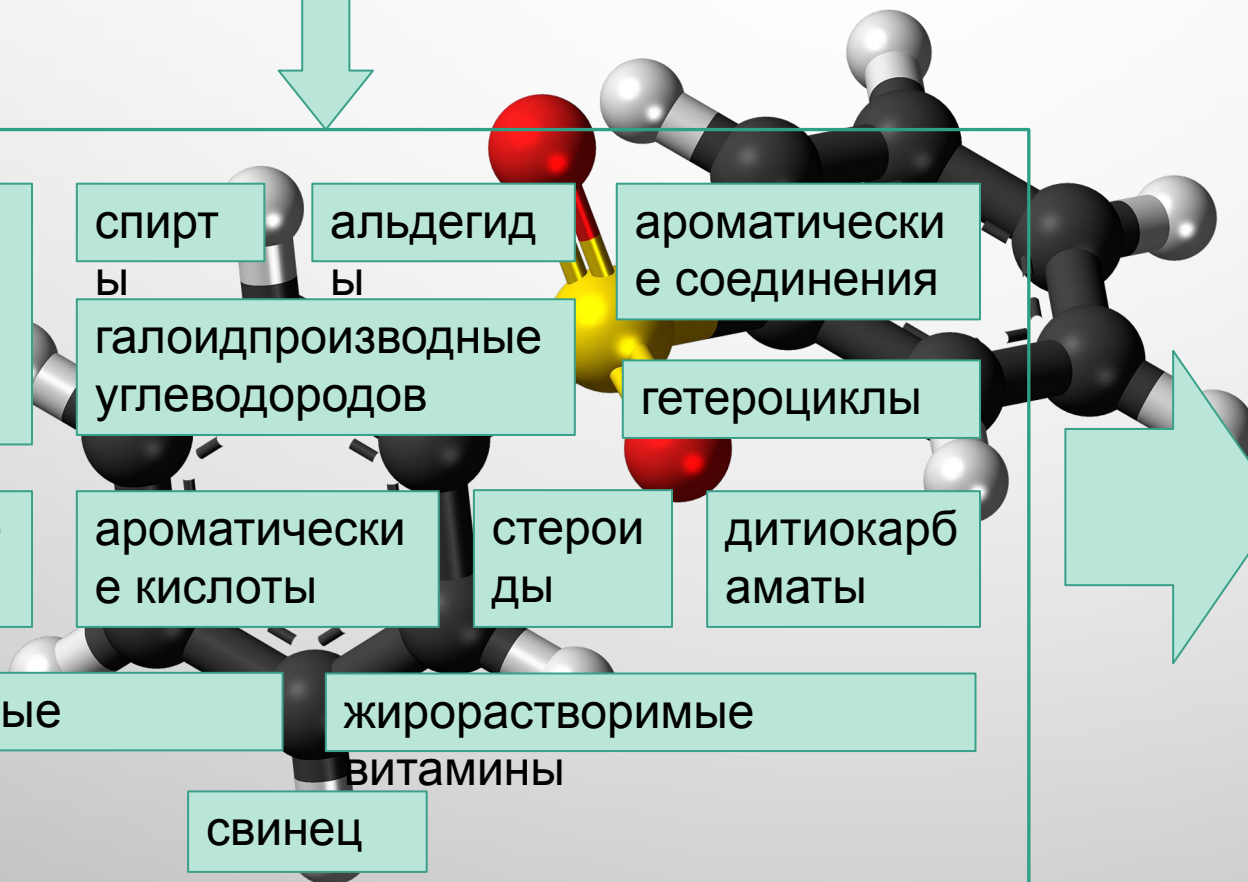 спирт
ы
альдегид
ы
ароматически
е соединения
галоидпроизводные
углеводородов
гетероциклы
ароматически
е кислоты
стерои
ды
дитиокарб
аматы
ые
жирорастворимые
витамины
свинец